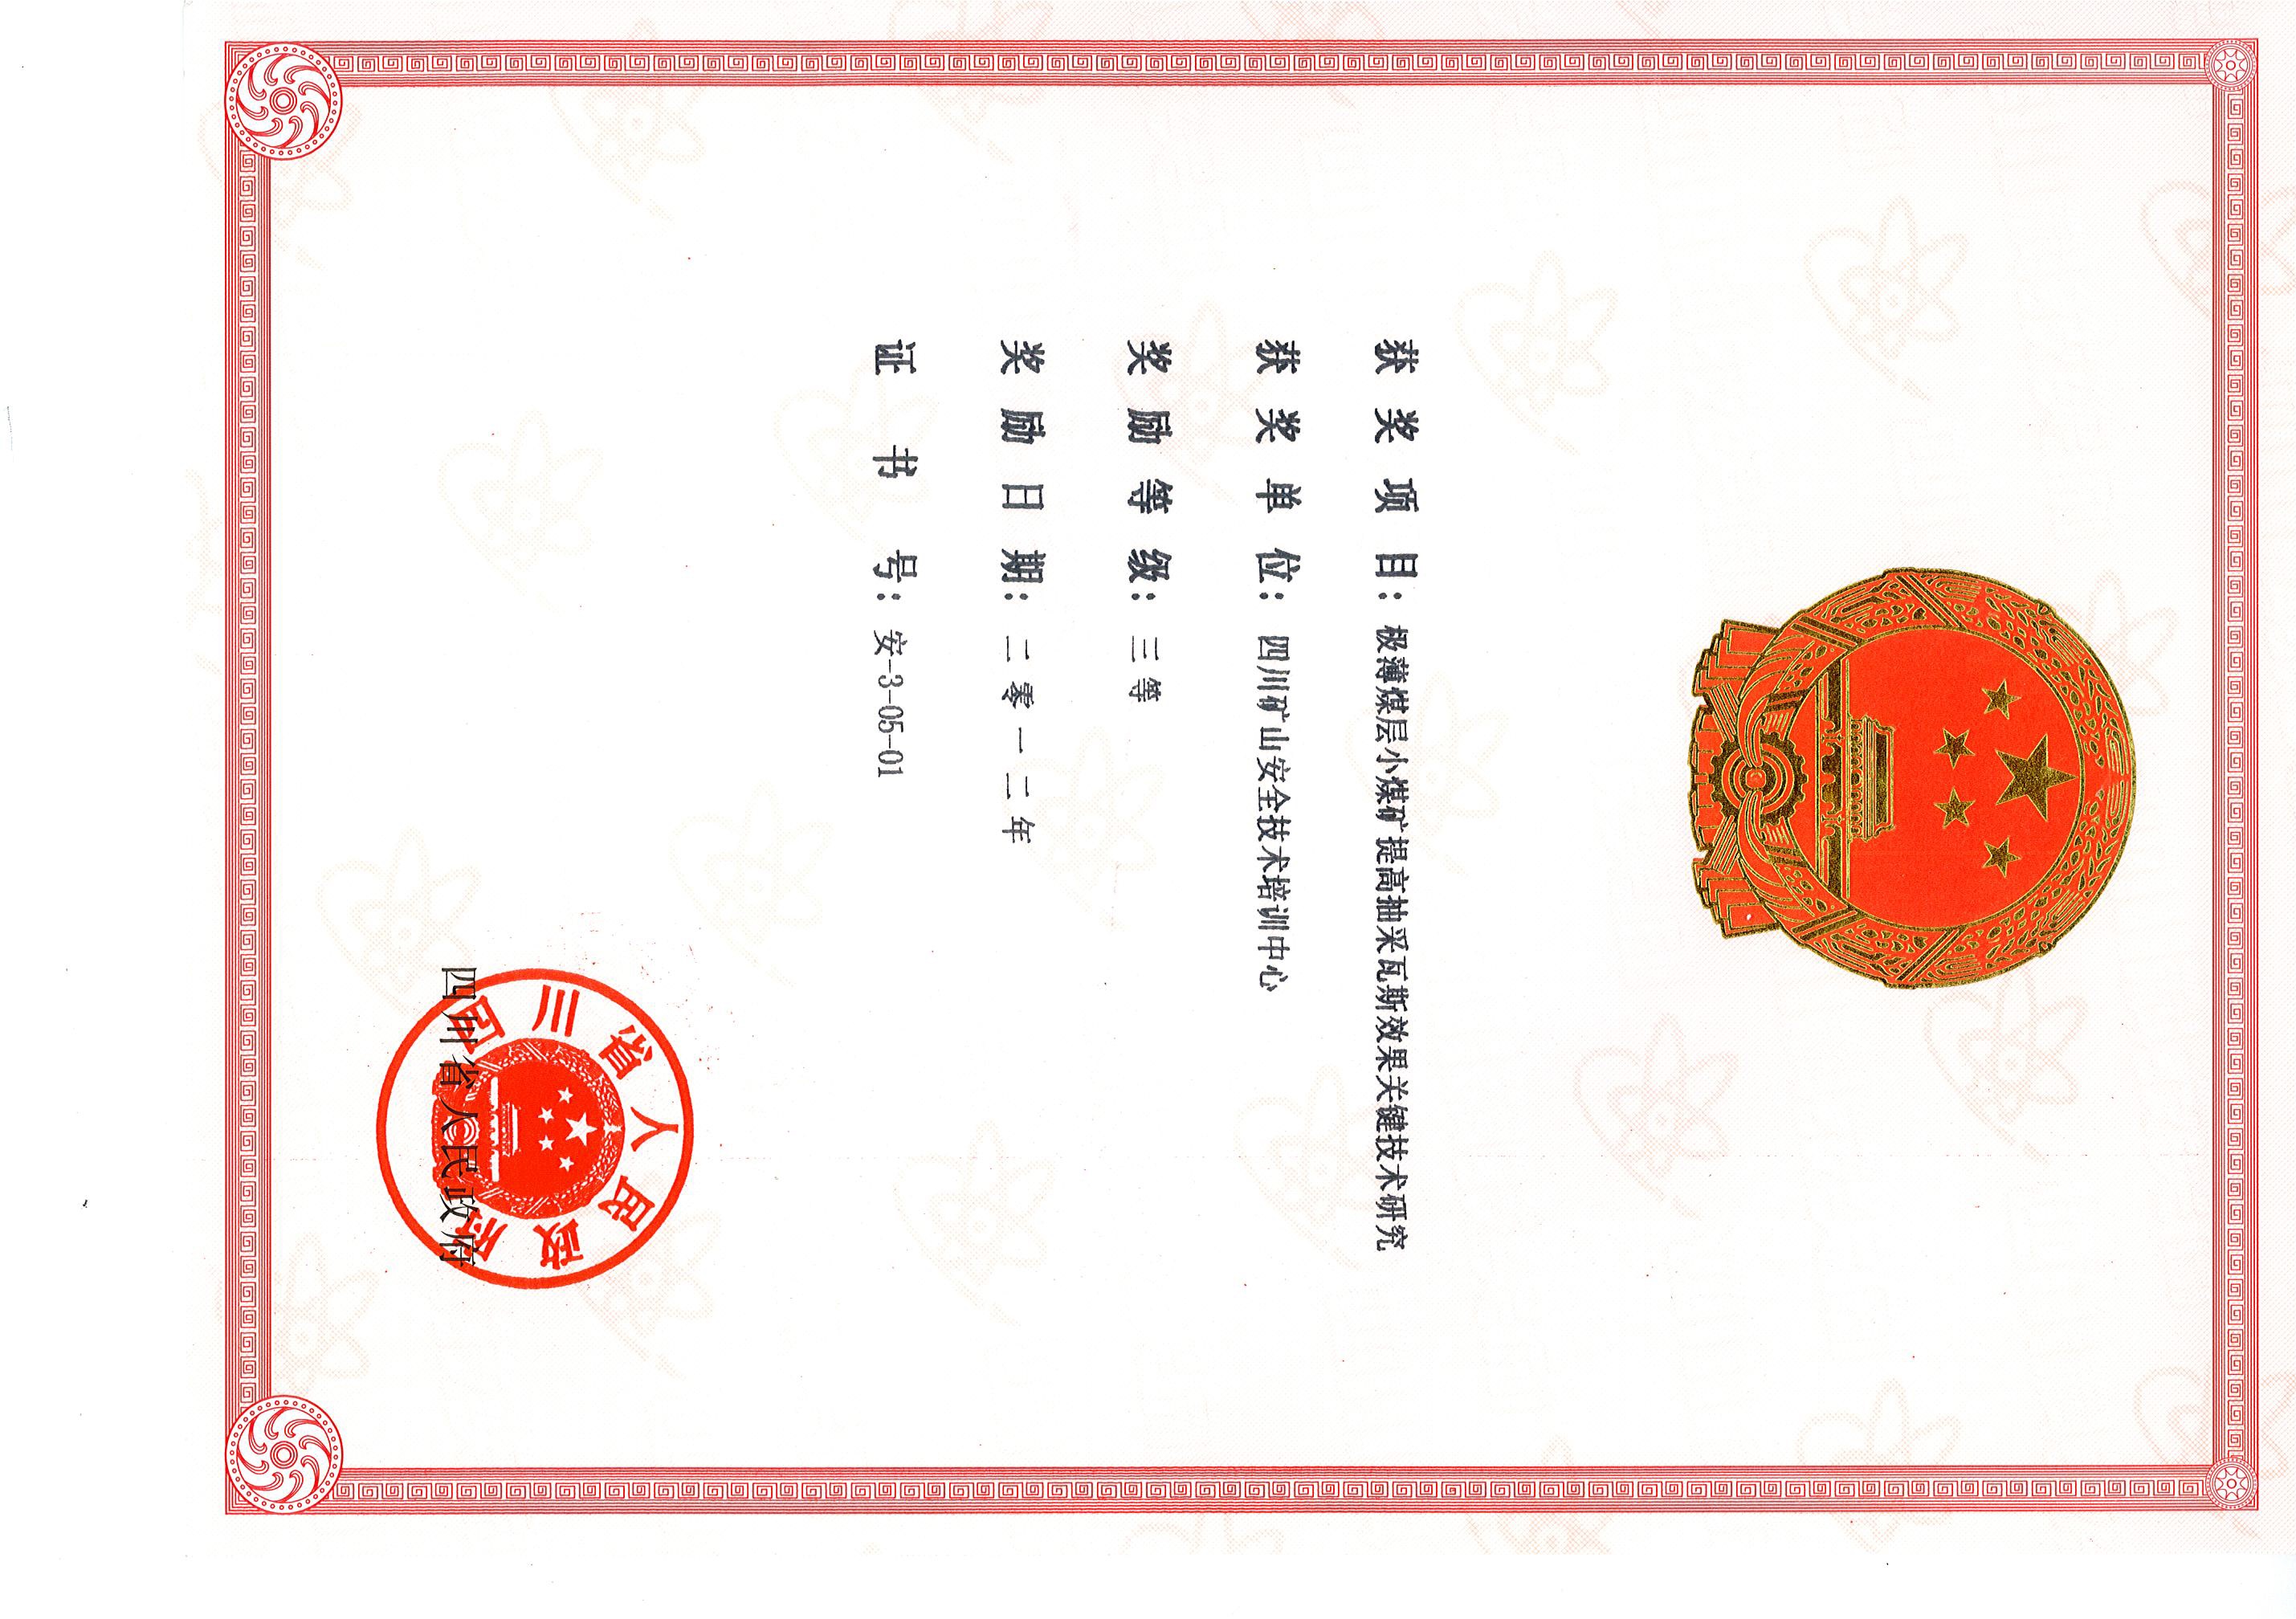 获奖项目：极薄煤层小煤矿提高抽采瓦斯效果关键技术研究
获奖单位：四川矿山安全技术培训中心
奖励等级：三等
奖励日期：二零一二年
证书号：安-3-05-01
四川省人民政府
四川省人民政府